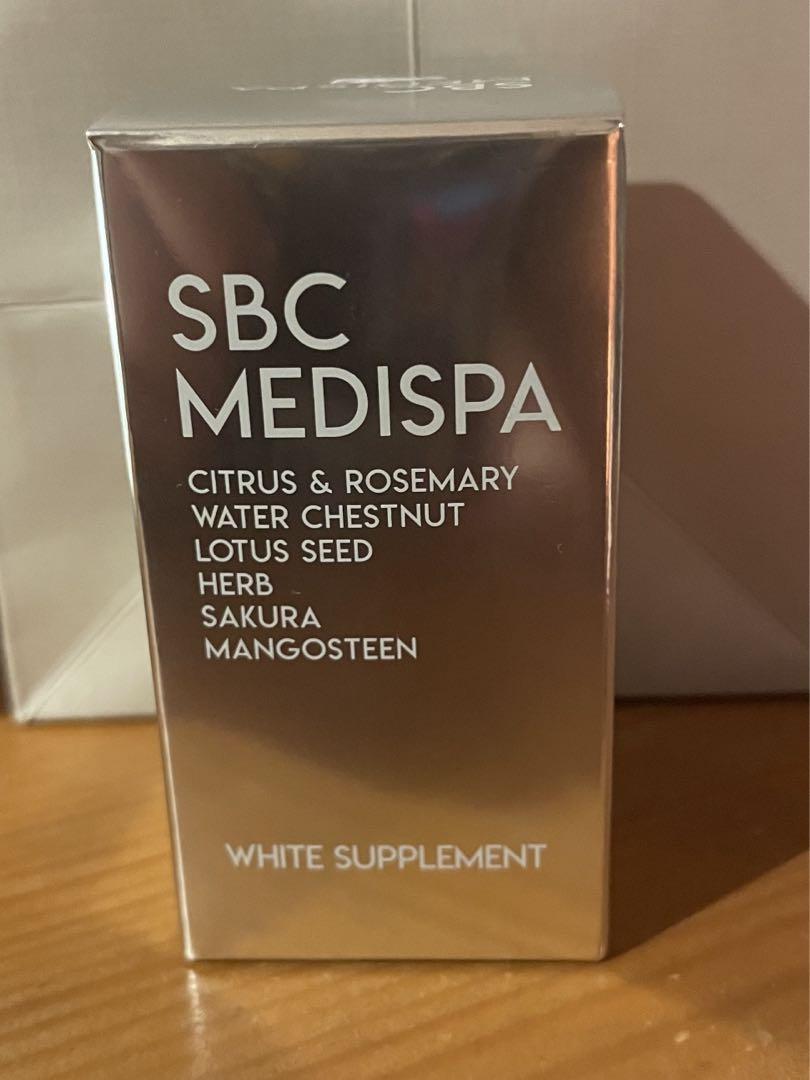 SBC
MEDISPA
CITRUS & ROSEMARY
WATER CHESTNUT
LOTUS SEED
HERB
SAKURA
MANGOSTEEN
WHITE SUPPLEMENT